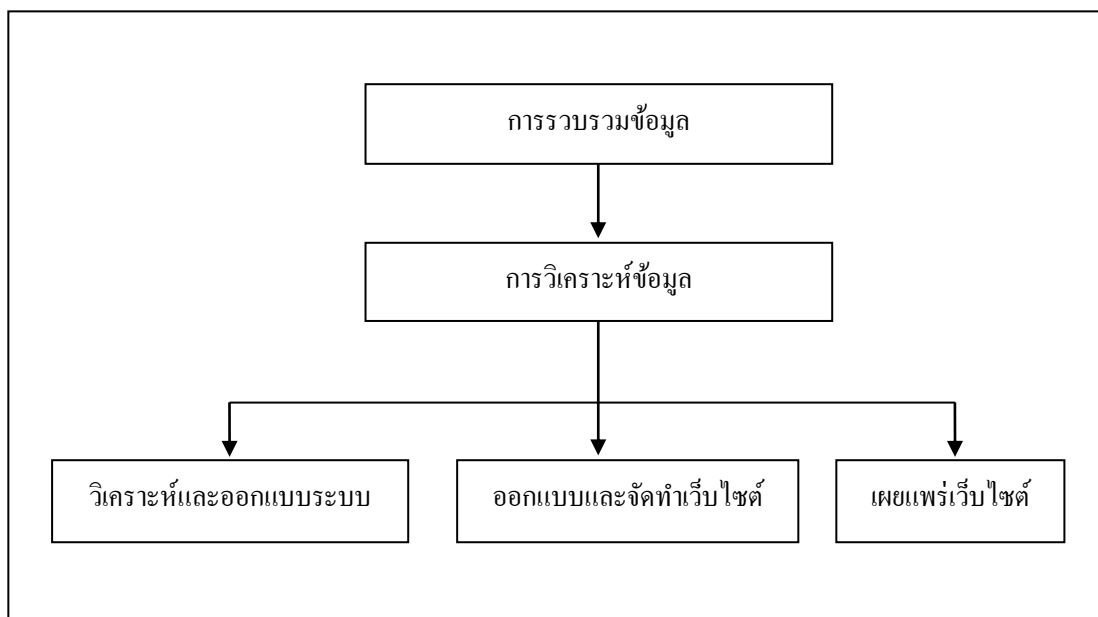 การรวบรวมข้อมูล
การวิเคราะห์ข้อมูล
วิเคราะห์และออกแบบระบบ
ออกแบบและจัดทำเว็บไซต์
เผยแพร่เว็บไซต์